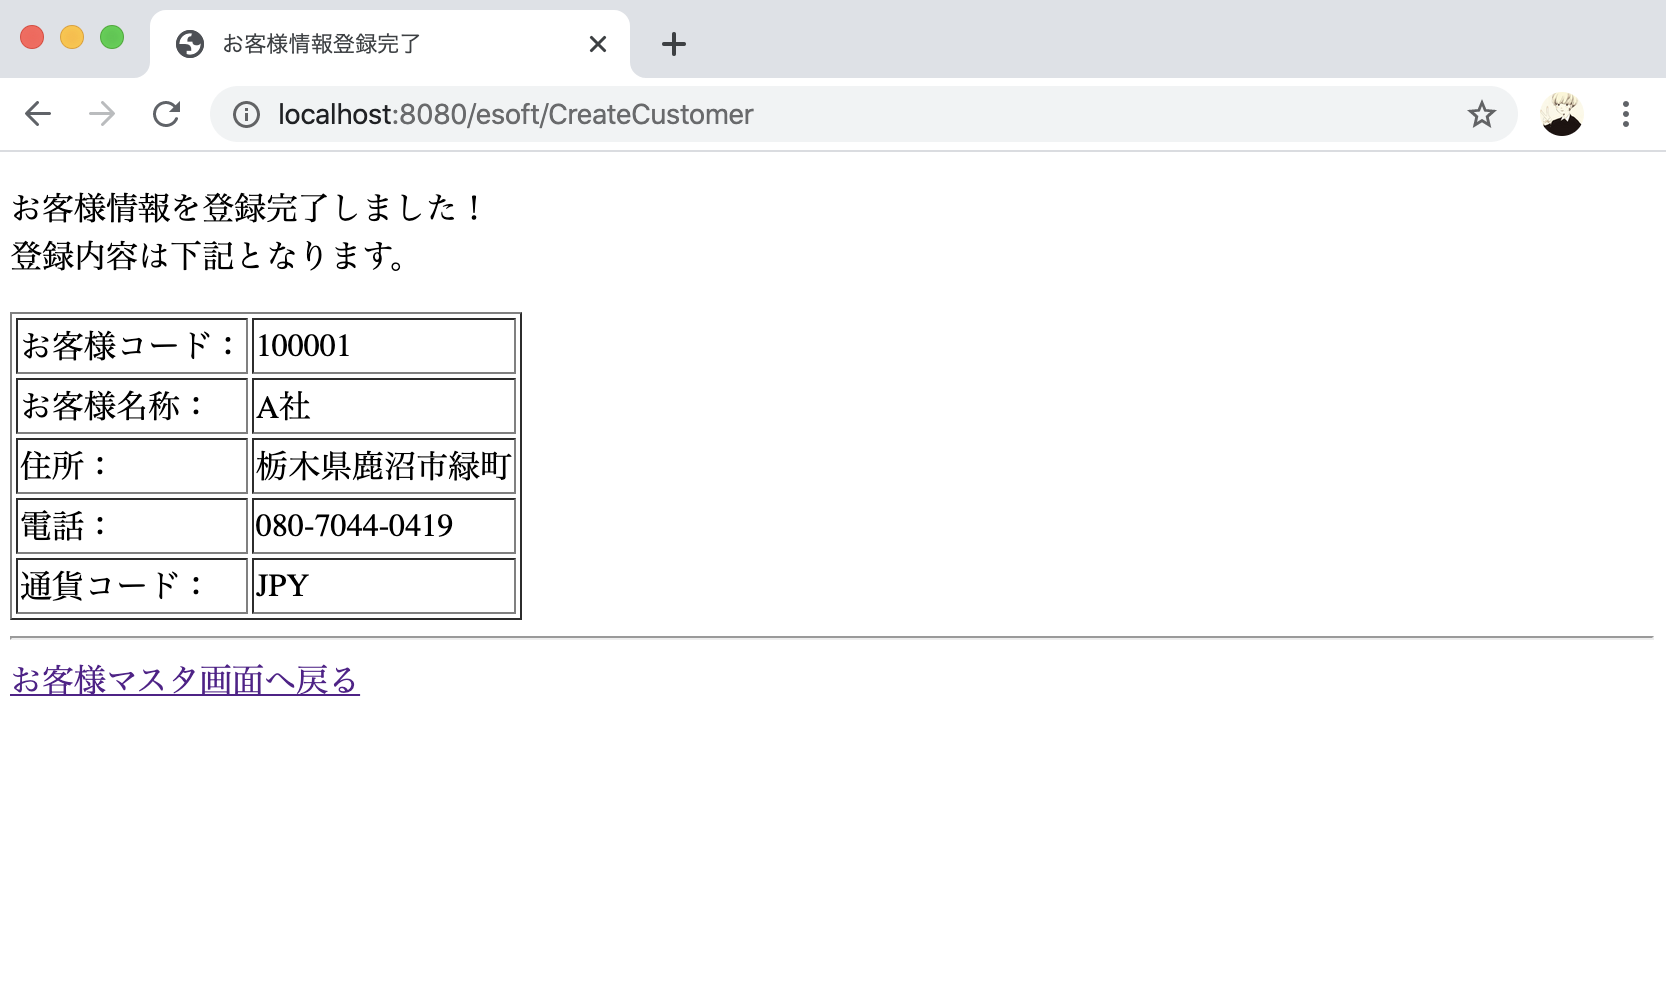 お客様情報登録完了
localhost:8080/esoft/CreateCustomer
お客様情報を登録完了しました！
登録内容は下記となります。
お客様コード： 100001
お客様名称： A社
住所： 栃木県鹿沼市緑町
電話： 080-7044-0419
通貨コード： JPY
お客様マスタ画面へ戻る